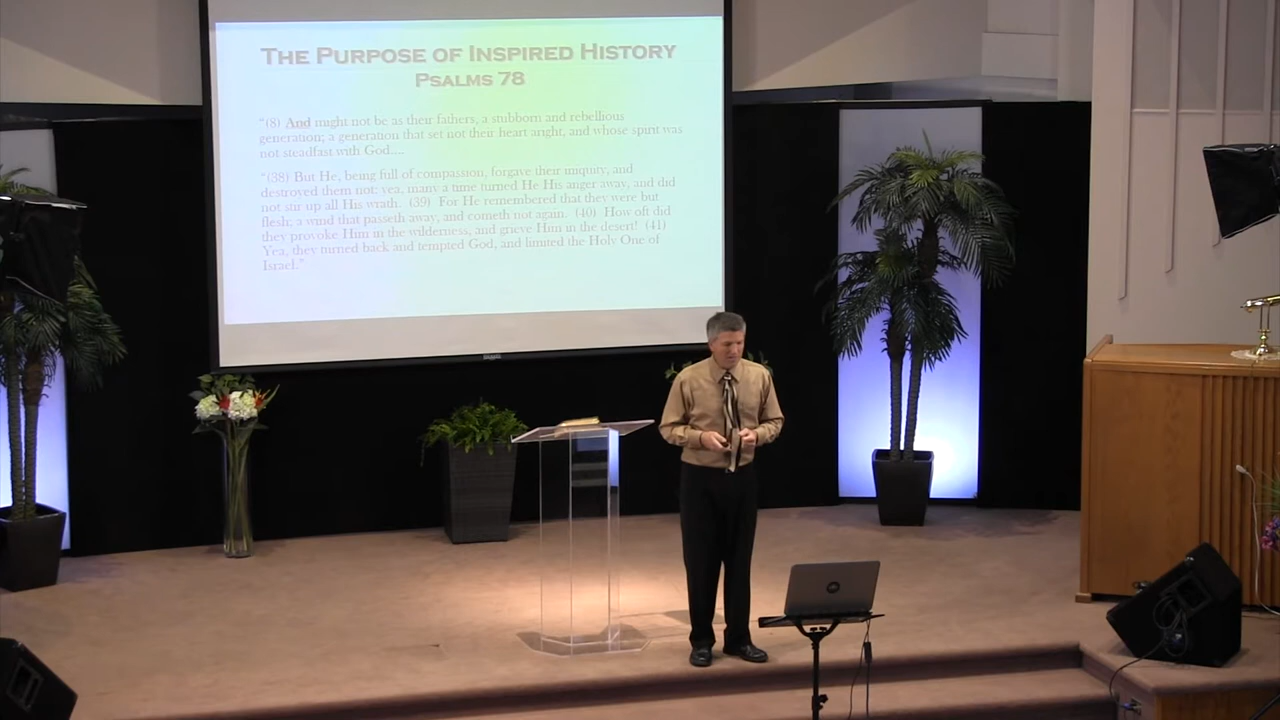 THE PURPOSE OF INSPIRED HISTORY
PSALMS 78
“(8) And might not be as their fathers, a stubborn and rebellious
generation; a generation that set not their heart aright, and whose spirit was
not steadfast with God....
“(38) But He, being full of compassion, forgave their iniquity, and
destroyed them not: yea, many a time turned He His anger away, and did
not stir up all His wrath. (39) For He remembered that they were but
flesh; a wind that passeth away, and cometh not again. (40) How oft did
they provoke Him in the wilderness, and grieve Him in the desert! (41)
Yea, they turned back and tempted God, and limited the Holy One of
Israel.”